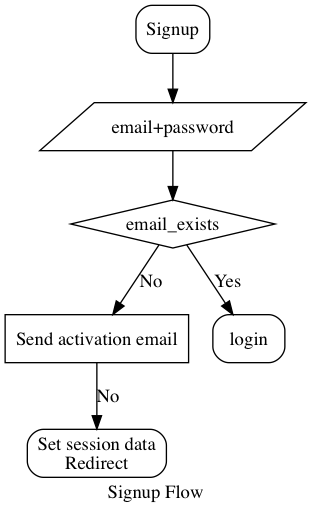 Signup
email+password
email_exists
No
Yes
Send activation email
login
No
Set session data
Redirect
Signup Flow